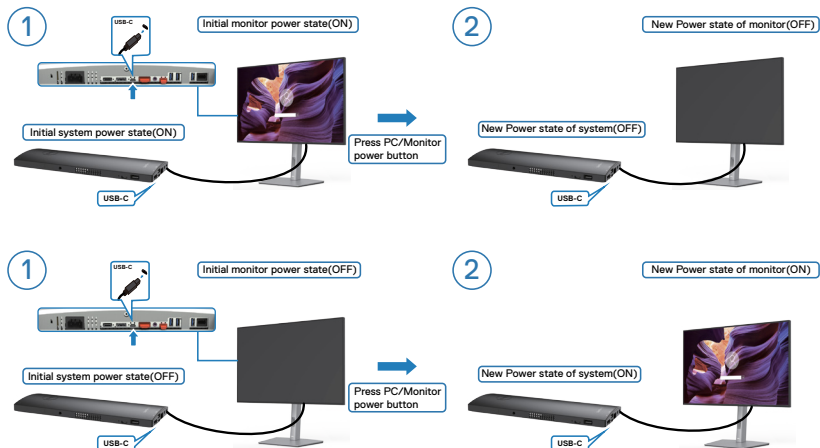 1
USB-C
Initial monitor power state(ON)
Initial system power state(ON)
USB-C
Press PC/Monitor
power button
2
New Power state of monitor(OFF)
New Power state of system(OFF)
USB-C
1
USB-C
Initial monitor power state(OFF)
Initial system power state(OFF)
USB-C
Press PC/Monitor
power button
2
New Power state of monitor(ON)
New Power state of system(ON)
USB-C